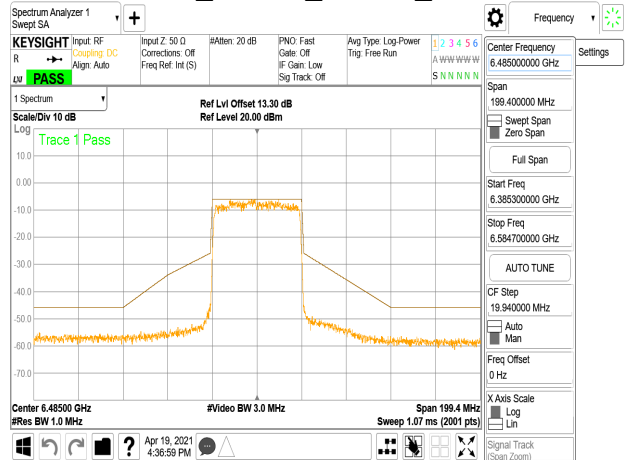 Spectrum Analyzer 1
Swept SA
Frequency
KEYSIGHT
R
PASS
Input: RF
Coupling: DC
Align: Auto
Input Z: 50 Ω
Corrections: Off
Freq Ref: Int (S)
#Atten: 20 dB
PNO: Fast
Gate: Off
IF Gain: Low
Sig Track: Off
Avg Type: Log-Power
Trig: Free Run
1 2 3 4 5 6
A W W W W W
S N N N N N
1 Spectrum
Scale/Div 10 dB
Ref Lvl Offset 13.30 dB
Ref Level 20.00 dBm
Log
Trace 1 Pass
10.0
0.00
-10.0
-20.0
-30.0
-40.0
-50.0
-60.0
-70.0
Center 6.48500 GHz
#Res BW 1.0 MHz
#Video BW 3.0 MHz
Span 199.4 MHz
Sweep 1.07 ms (2001 pts)
Apr 19, 2021
4:36:59 PM
Center Frequency
6.485000000 GHz
Settings
Span
199.400000 MHz
Swept Span
Zero Span
Full Span
Start Freq
6.385300000 GHz
Stop Freq
6.584700000 GHz
AUTO TUNE
CF Step
19.940000 MHz
Auto
Man
Freq Offset
0 Hz
X Axis Scale
Log
Lin
Signal Track
(Span Zoom)